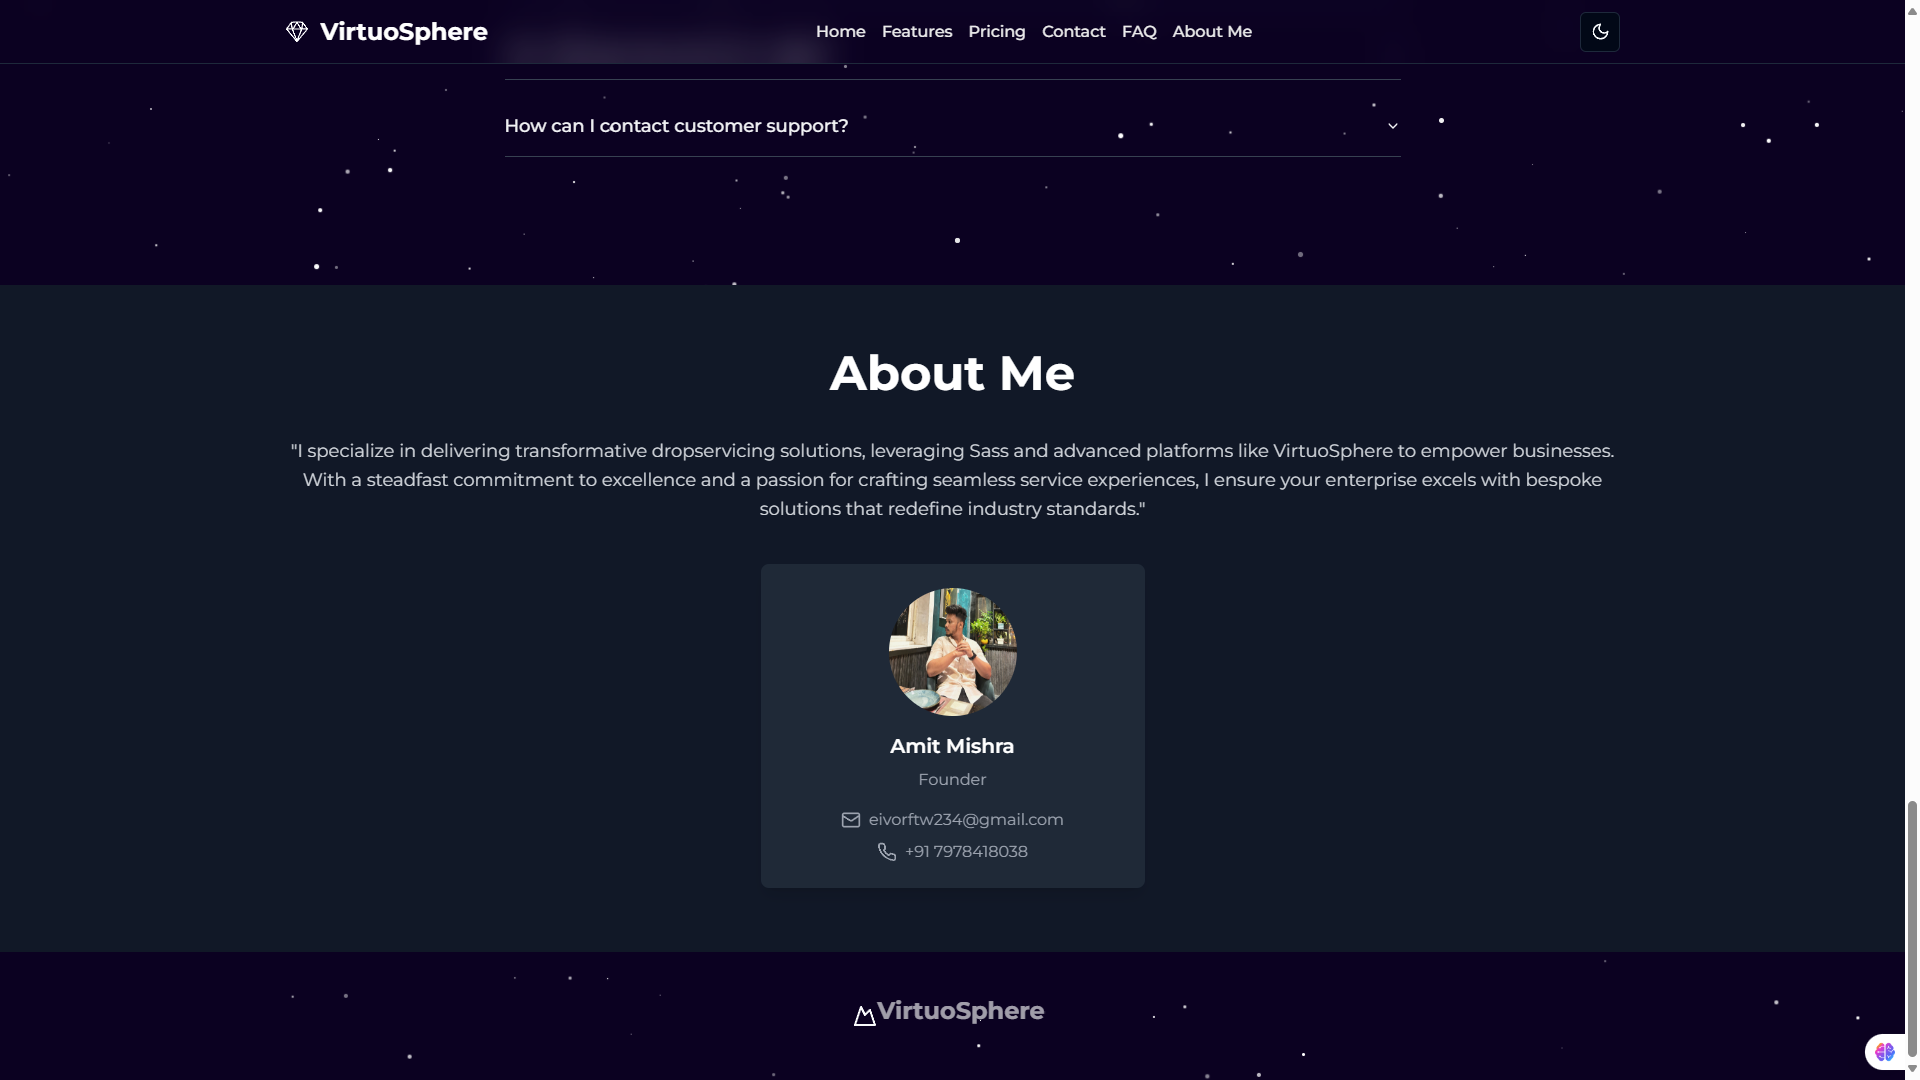 VirtuoSphere
Home Features Pricing Contact FAQ About Me
How can I contact customer support?
About Me
"I specialize in delivering transformative dropservicing solutions, leveraging Sass and advanced platforms like VirtuoSphere to empower businesses.
With a steadfast commitment to excellence and a passion for crafting seamless service experiences, I ensure your enterprise excels with bespoke
solutions that redefine industry standards."
Amit Mishra
Founder
eivorftw234@gmail.com
+91 7978418038
VirtuoSphere